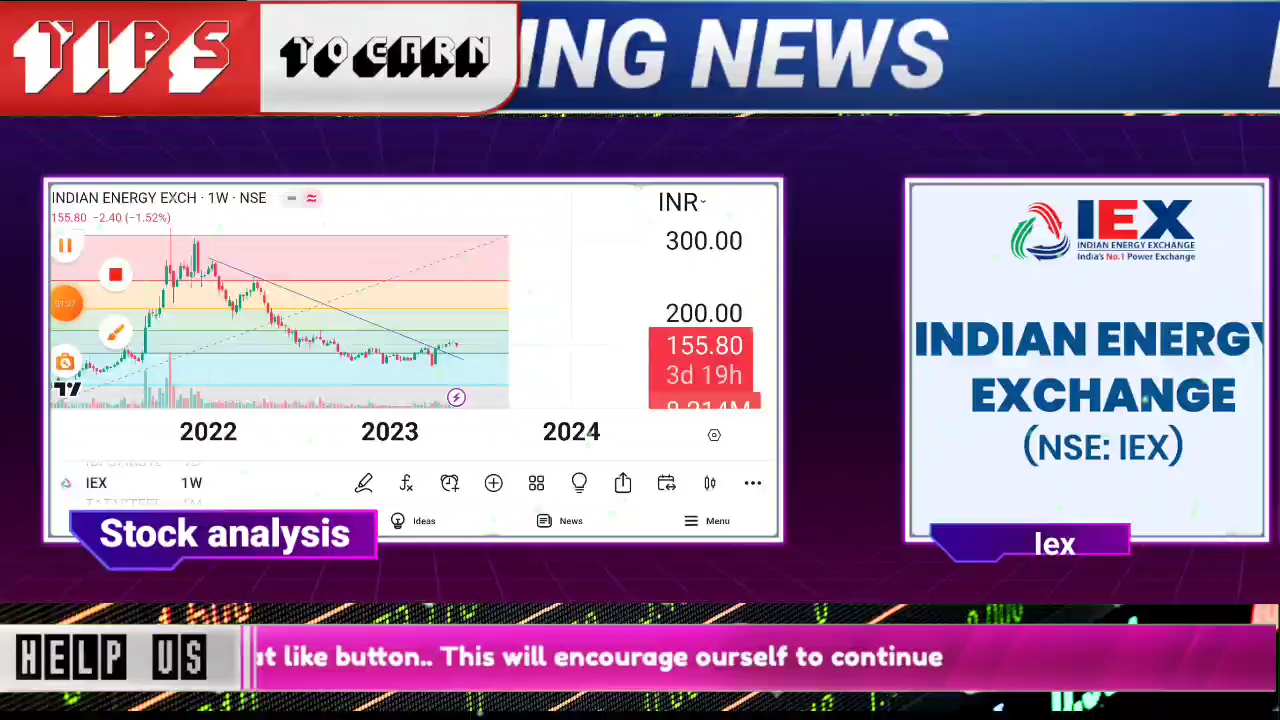 TIPS
TO EARN
ING NEWS
INDIAN ENERGY EXCH · 1W · NSE
155.80 −2.40 (−1.52%)
INR
300.00
200.00
155.80
3d 19h
2022
2023
2024
IEX 1W
Ideas
News
Menu
Stock analysis
IEX
INDIAN ENERGY EXCHANGE
India's No.1 Power Exchange
INDIAN ENERGY
EXCHANGE
(NSE: IEX)
Iex
HELP US
at like button.. This will encourage ourself to continue